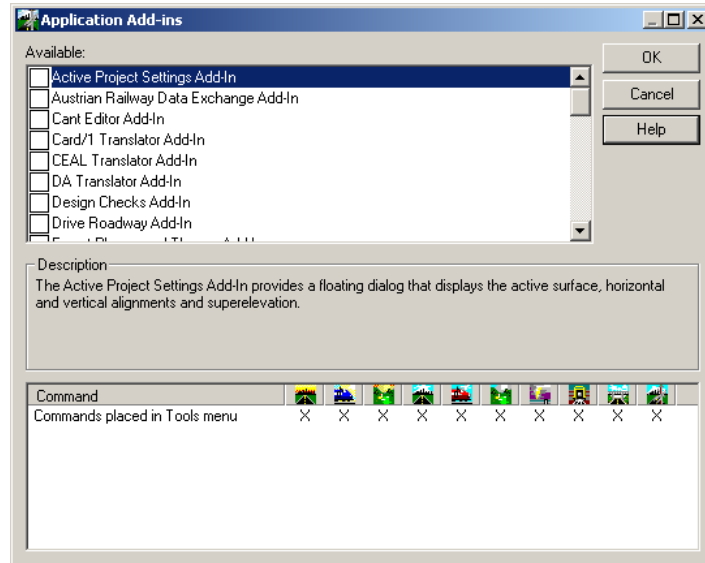 Application Add-ins
Available:
OK
Cancel
Help
Active Project Settings Add-In
Austrian Railway Data Exchange Add-In
Cant Editor Add-In
Card/1 Translator Add-In
CEAL Translator Add-In
DA Translator Add-In
Design Checks Add-In
Drive Roadway Add-In
Description
The Active Project Settings Add-In provides a floating dialog that displays the active surface, horizontal
and vertical alignments and superelevation.
Command
Commands placed in Tools menu X X X X X X X X X X